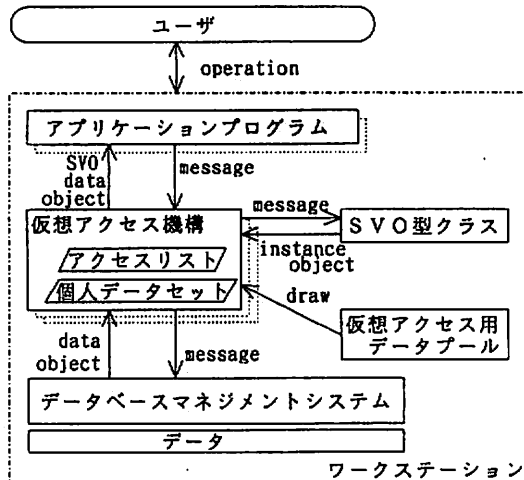 ユーザ
operation
アプリケーションプログラム
SVO
data
object
message
仮想アクセス機構
アクセスリスト
個人データセット
message
instance
object
SVO型クラス
draw
仮想アクセス用
データプール
data
object
message
データベースマネジメントシステム
データ
ワークステーション